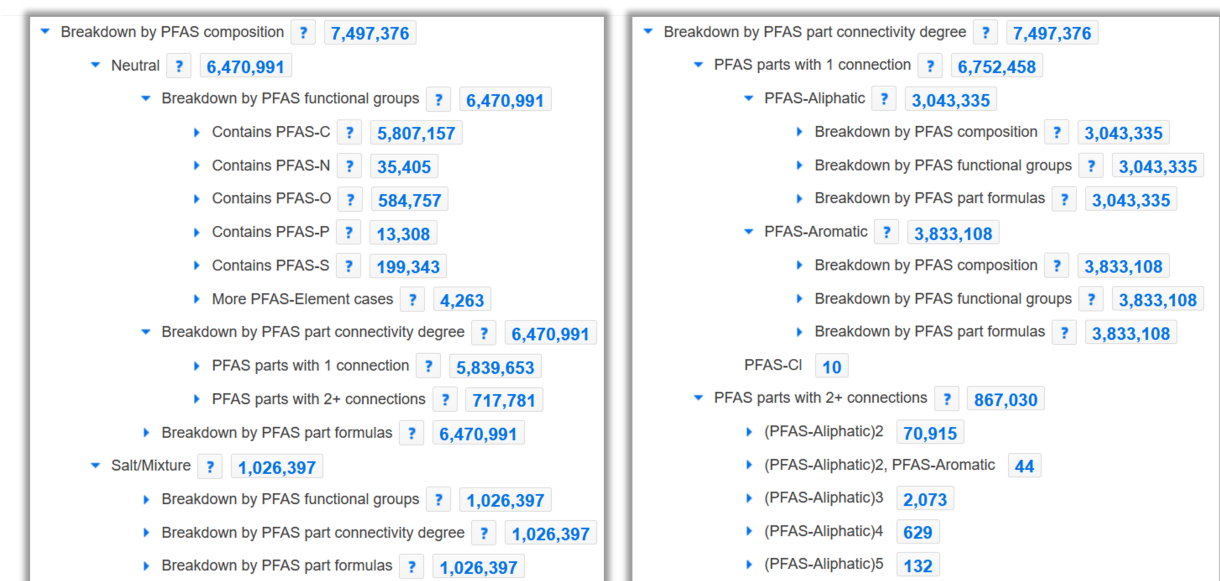 Breakdown by PFAS composition ? 7,497,376
Neutral ? 6,470,991
Breakdown by PFAS functional groups ? 6,470,991
Contains PFAS-C ? 5,807,157
Contains PFAS-N ? 35,405
Contains PFAS-O ? 584,757
Contains PFAS-P ? 13,308
Contains PFAS-S ? 199,343
More PFAS-Element cases ? 4,263
Breakdown by PFAS part connectivity degree ? 6,470,991
PFAS parts with 1 connection ? 5,839,653
PFAS parts with 2+ connections ? 717,781
Breakdown by PFAS part formulas ? 6,470,991
Salt/Mixture ? 1,026,397
Breakdown by PFAS functional groups ? 1,026,397
Breakdown by PFAS part connectivity degree ? 1,026,397
Breakdown by PFAS part formulas ? 1,026,397
Breakdown by PFAS part connectivity degree ? 7,497,376
PFAS parts with 1 connection ? 6,752,458
PFAS-Aliphatic ? 3,043,335
Breakdown by PFAS composition ? 3,043,335
Breakdown by PFAS functional groups ? 3,043,335
Breakdown by PFAS part formulas ? 3,043,335
PFAS-Aromatic ? 3,833,108
Breakdown by PFAS composition ? 3,833,108
Breakdown by PFAS functional groups ? 3,833,108
Breakdown by PFAS part formulas ? 3,833,108
PFAS-Cl 10
PFAS parts with 2+ connections ? 867,030
(PFAS-Aliphatic)2 70,915
(PFAS-Aliphatic)2, PFAS-Aromatic 44
(PFAS-Aliphatic)3 2,073
(PFAS-Aliphatic)4 629
(PFAS-Aliphatic)5 132